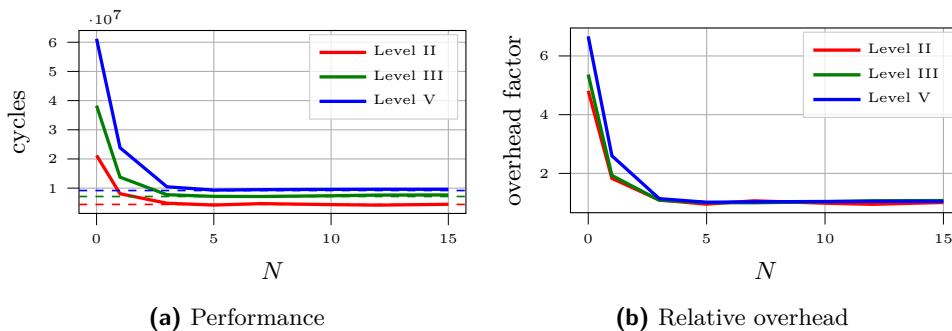 ·10⁷
6
5
4
3
2
1
0 5 10 15
cycles
N
Level II
Level III
Level V
(a) Performance
6
4
2
0 5 10 15
overhead factor
N
Level II
Level III
Level V
(b) Relative overhead